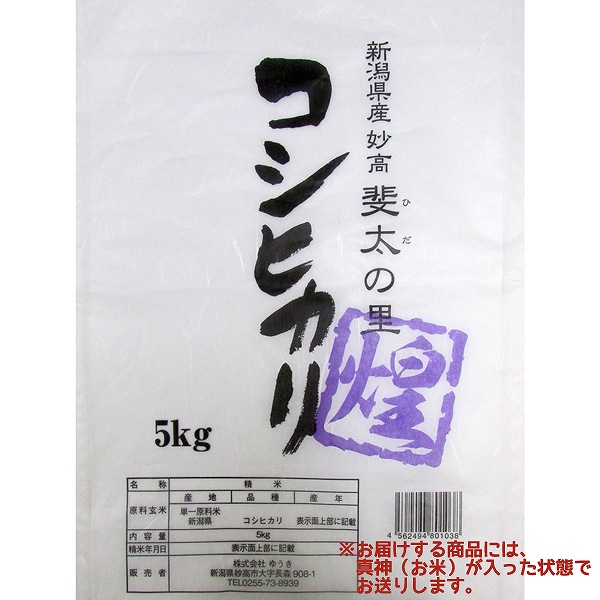 新潟県産 妙高 斐太の里
ひだ
コシヒカリ
煌
5kg
名称 精米
産地 品種 産年
原料玄米 単一原料米
新潟県 コシヒカリ 表示面上部に記載
内容量 5kg
精米年月日 表示面上部に記載
販売者 株式会社 ゆうき
新潟県妙高市大字長森 908-1
TEL0255-73-8939
4 562494 801038
※お届けする商品には、
真神（お米）が入った状態で
お送りします。